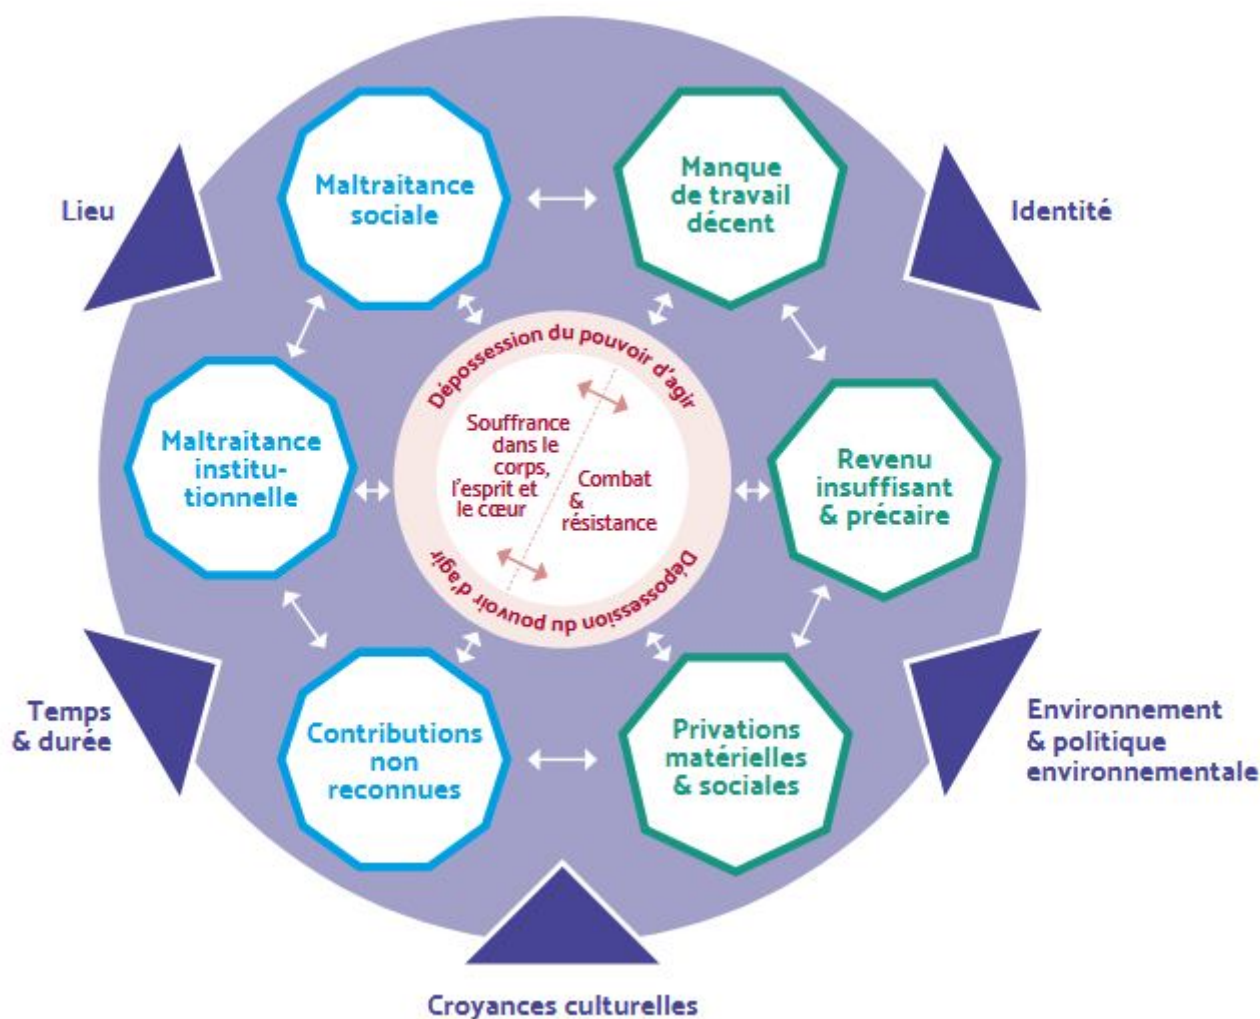 Maltraitance
sociale
Manque
de travail
décent
Lieu
Identité
Dépossession du pouvoir d'agir
Maltraitance
institu-
tionnelle
Souffrance
dans le
corps,
l'esprit et
le cœur
Combat
&
résistance
Revenu
insuffisant
& précaire
Dépossession du pouvoir d'agir
Temps
& durée
Contributions
non
reconnues
Privations
matérielles
& sociales
Environnement
& politique
environnementale
Croyances culturelles